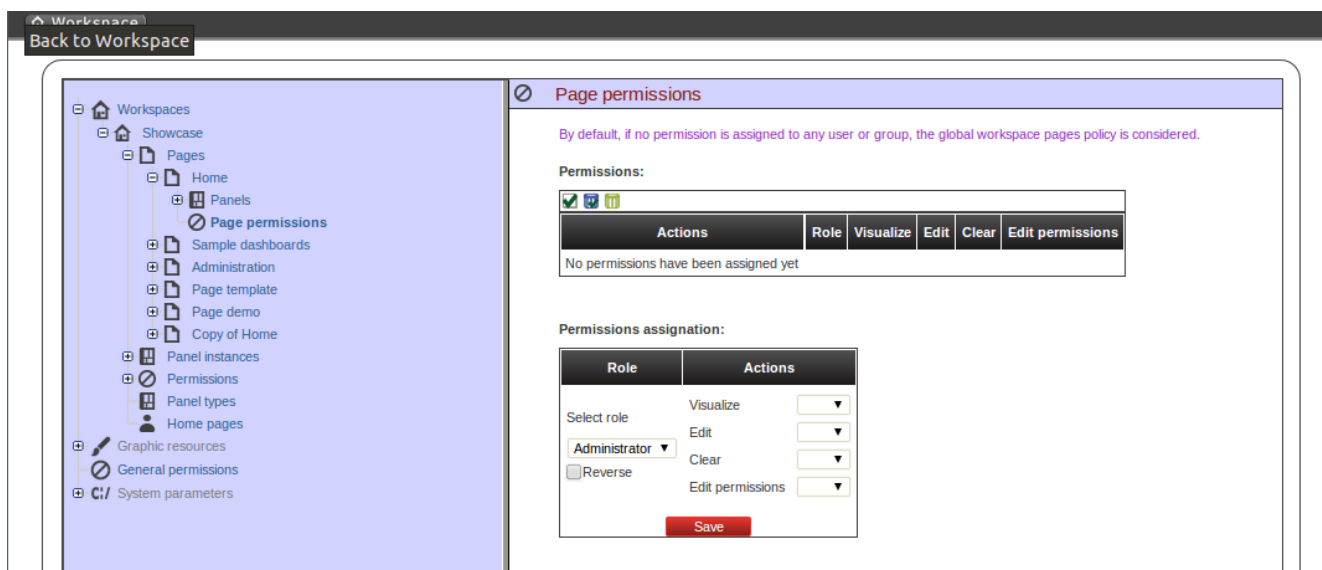 Workspace
Back to Workspace
Workspaces
Showcase
Pages
Home
Panels
Page permissions
Sample dashboards
Administration
Page template
Page demo
Copy of Home
Panel instances
Permissions
Panel types
Home pages
Graphic resources
General permissions
C:/ System parameters
Page permissions
By default, if no permission is assigned to any user or group, the global workspace pages policy is considered.
Permissions:
Actions Role Visualize Edit Clear Edit permissions
No permissions have been assigned yet
Permissions assignation:
Role Actions
Select role
Administrator
Reverse
Visualize
Edit
Clear
Edit permissions
Save